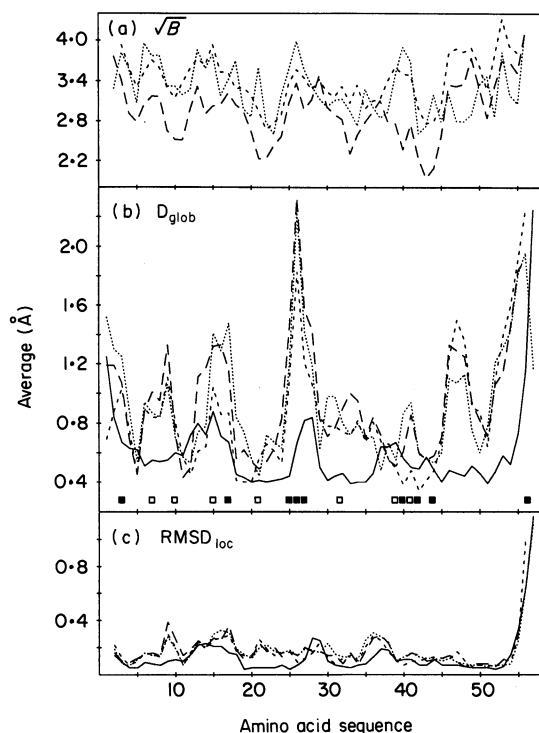 (a) √B
4·0
3·4
2·8
2·2
(b) D_glob
2·0
1·6
1·2
0·8
0·4
Average (Å)
(c) RMSD_loc
0·8
0·4
10 20 30 40 50
Amino acid sequence